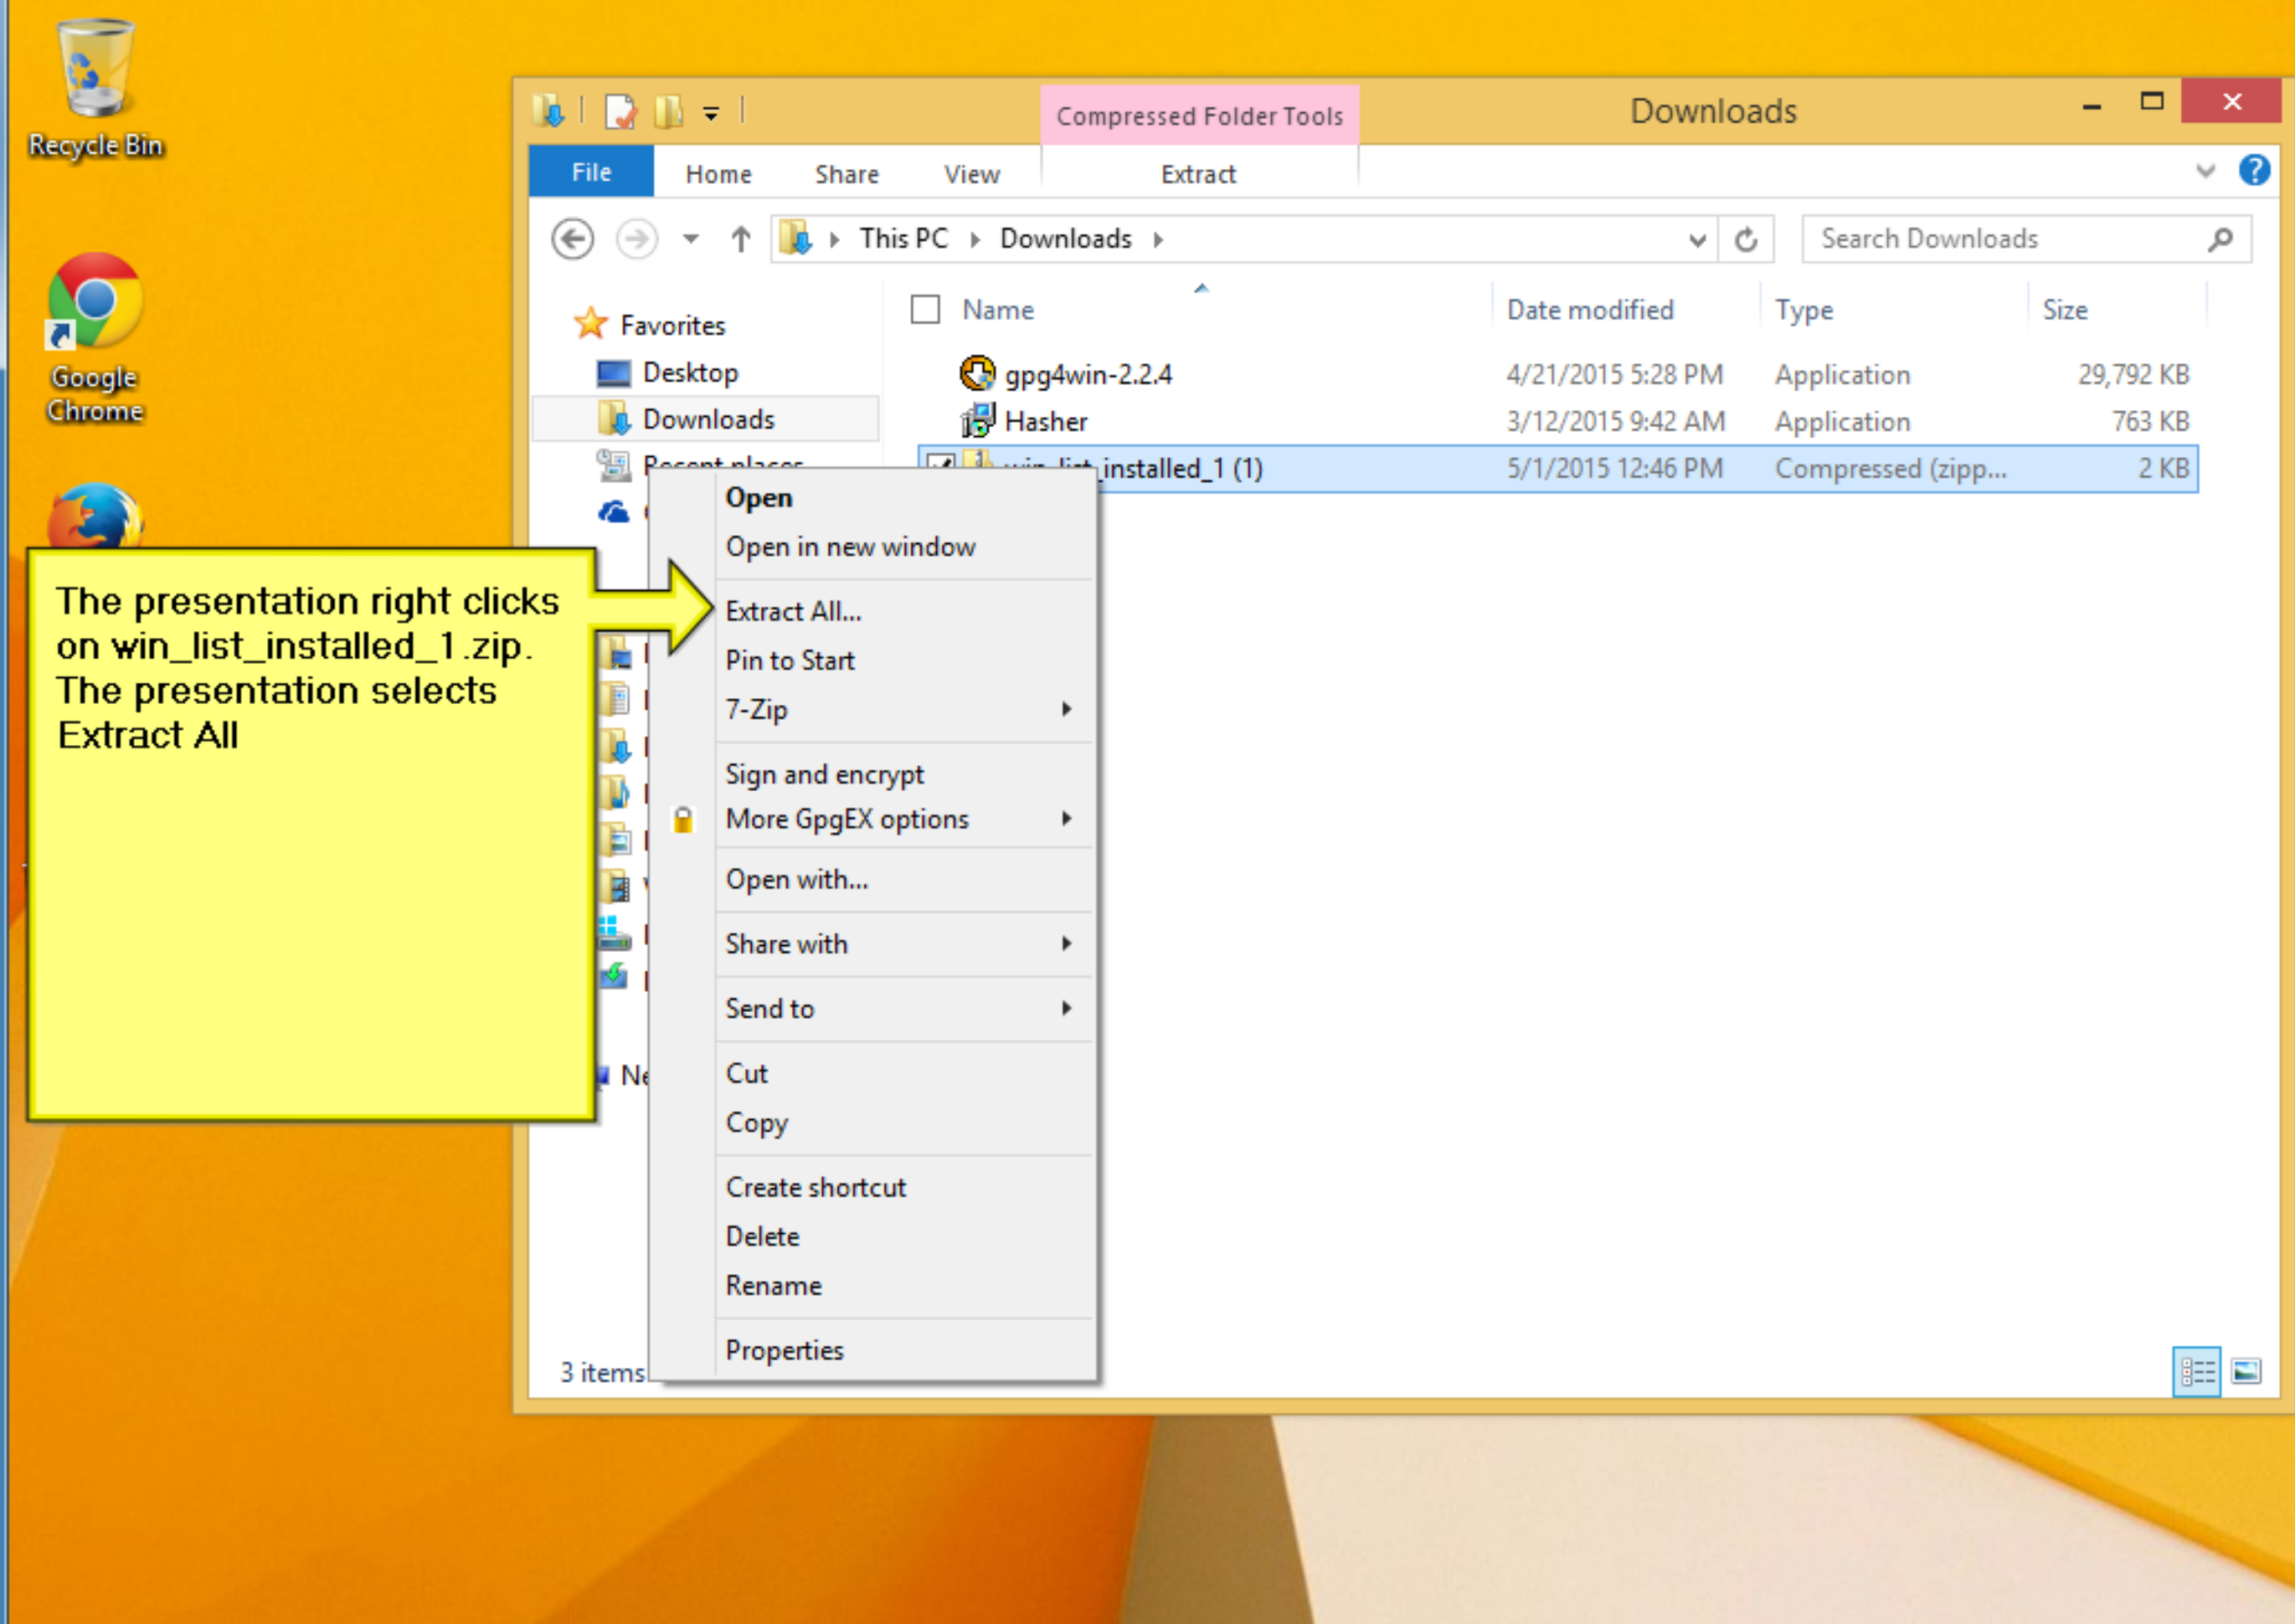 Recycle Bin
Google
Chrome
The presentation right clicks
on win_list_installed_1.zip.
The presentation selects
Extract All
Compressed Folder Tools
Downloads
File
Home
Share
View
Extract
This PC
Downloads
Search Downloads
Favorites
Desktop
Downloads
Recent places
Name
Date modified
Type
Size
gpg4win-2.2.4
4/21/2015 5:28 PM
Application
29,792 KB
Hasher
3/12/2015 9:42 AM
Application
763 KB
win_list_installed_1 (1)
5/1/2015 12:46 PM
Compressed (zipp...
2 KB
Open
Open in new window
Extract All...
Pin to Start
7-Zip
Sign and encrypt
More GpgEX options
Open with...
Share with
Send to
Cut
Copy
Create shortcut
Delete
Rename
Properties
3 items